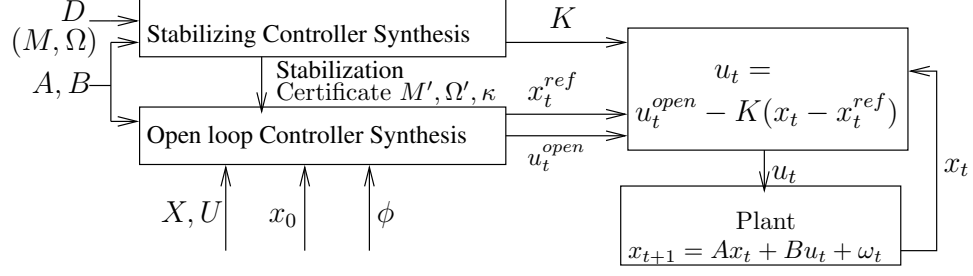 D
(M, Ω)
A, B
Stabilizing Controller Synthesis
K
Stabilization
Certificate M′, Ω′, κ
x_t^{ref}
Open loop Controller Synthesis
u_t^{open}
u_t =
u_t^{open} − K(x_t − x_t^{ref})
u_t
x_t
X, U
x_0
ϕ
Plant
x_{t+1} = Ax_t + Bu_t + ω_t